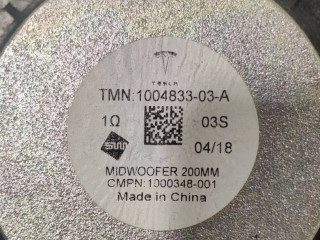 TESLA
TMN:1004833-03-A
1Ω 03S
04/18
MIDWOOFER 200MM
CMPN:1000348-001
Made in China